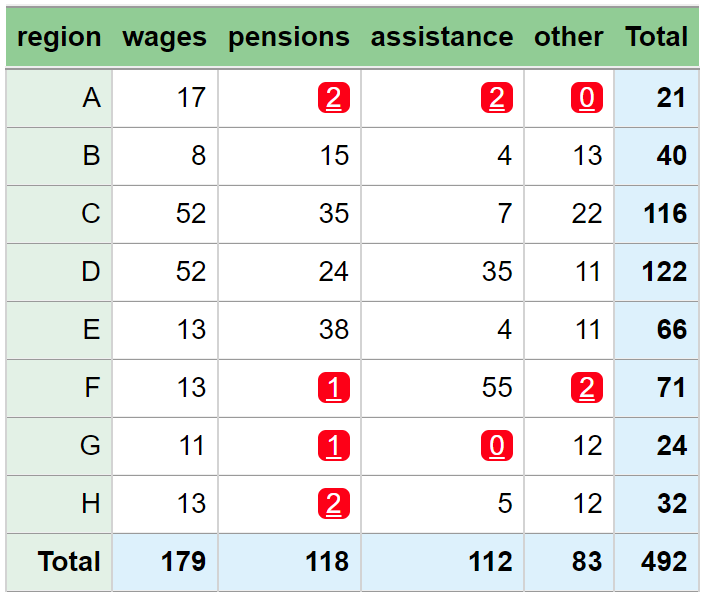 region wages pensions assistance other Total
A 17 2 2 0 21
B 8 15 4 13 40
C 52 35 7 22 116
D 52 24 35 11 122
E 13 38 4 11 66
F 13 1 55 2 71
G 11 1 0 12 24
H 13 2 5 12 32
Total 179 118 112 83 492